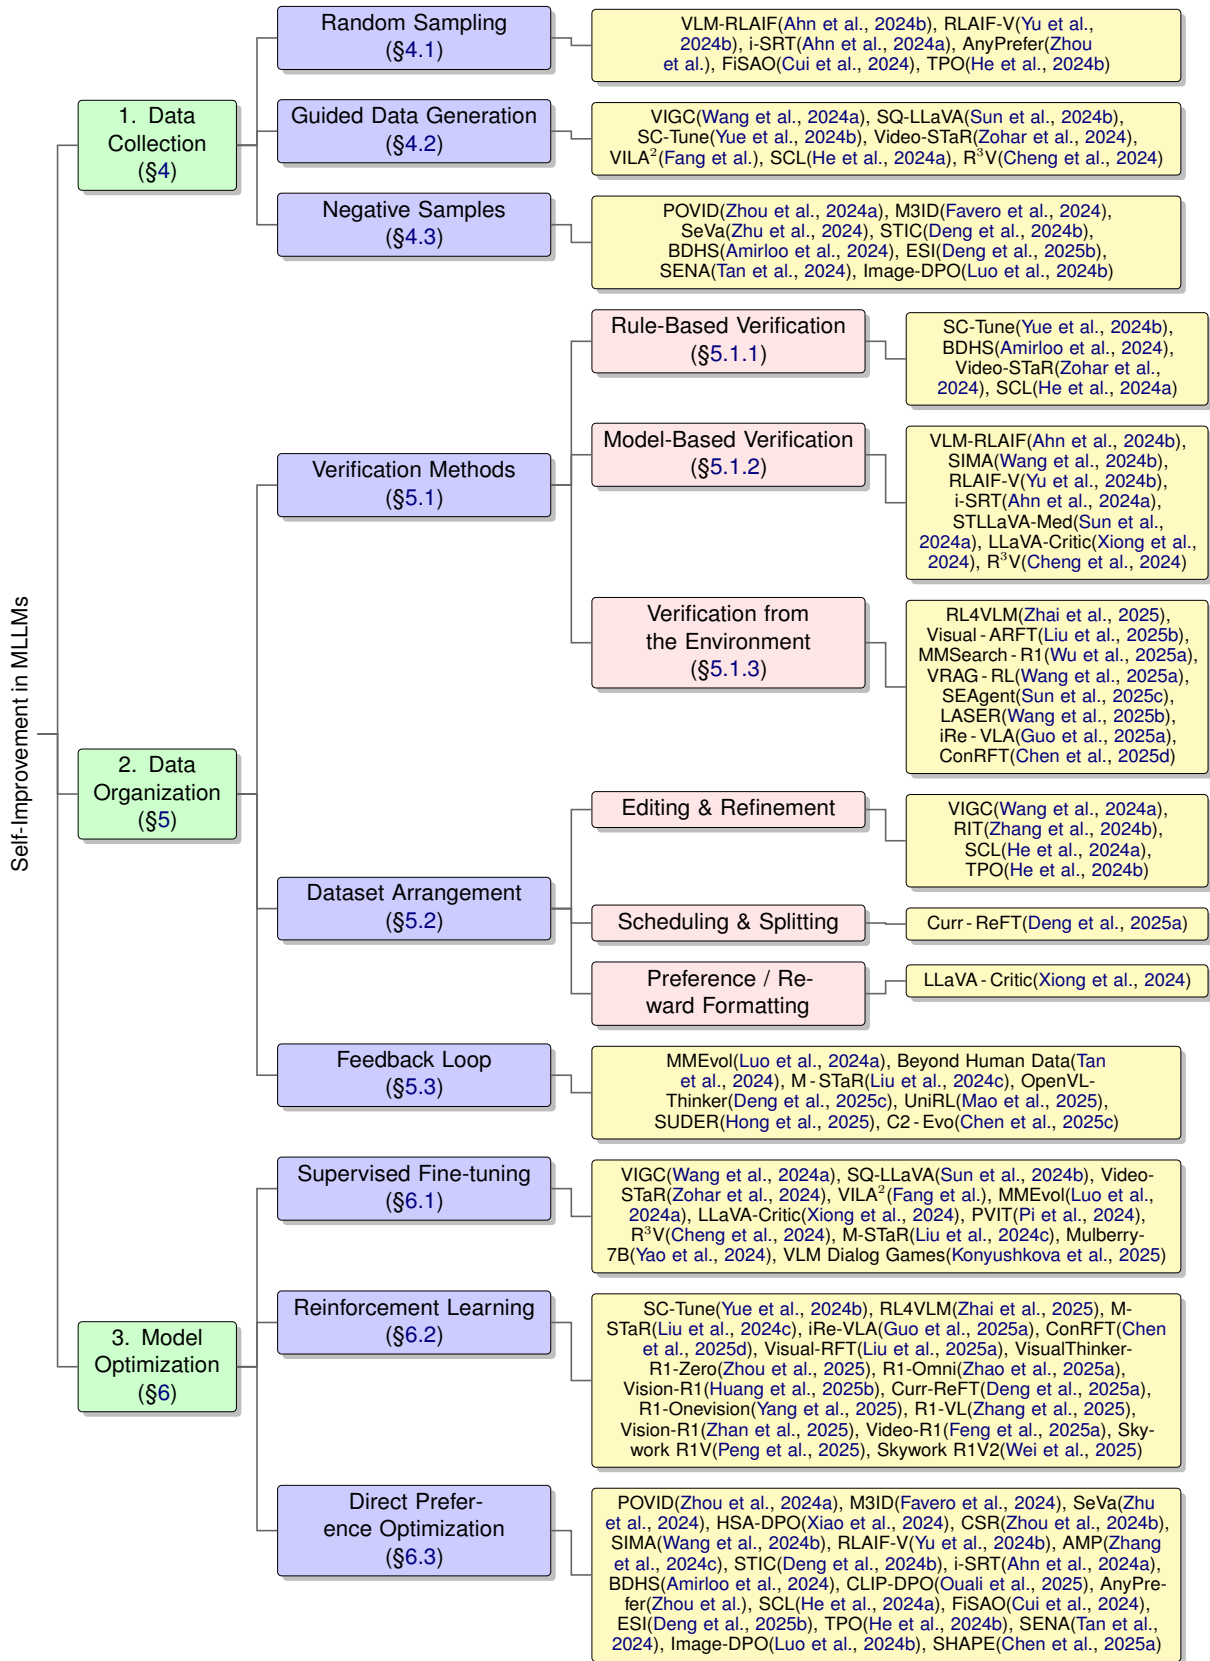 Self-Improvement in MLLMs
1. Data
Collection
(§4)
Random Sampling
(§4.1)
VLM-RLAIF(Ahn et al., 2024b), RLAIF-V(Yu et al.,
2024b), i-SRT(Ahn et al., 2024a), AnyPrefer(Zhou
et al.), FiSAO(Cui et al., 2024), TPO(He et al., 2024b)
Guided Data Generation
(§4.2)
VIGC(Wang et al., 2024a), SQ-LLaVA(Sun et al., 2024b),
SC-Tune(Yue et al., 2024b), Video-STaR(Zohar et al., 2024),
VILA²(Fang et al.), SCL(He et al., 2024a), R³V(Cheng et al., 2024)
Negative Samples
(§4.3)
POVID(Zhou et al., 2024a), M3ID(Favero et al., 2024),
SeVa(Zhu et al., 2024), STIC(Deng et al., 2024b),
BDHS(Amirloo et al., 2024), ESI(Deng et al., 2025b),
SENA(Tan et al., 2024), Image-DPO(Luo et al., 2024b)
2. Data
Organization
(§5)
Verification Methods
(§5.1)
Rule-Based Verification
(§5.1.1)
SC-Tune(Yue et al., 2024b),
BDHS(Amirloo et al., 2024),
Video-STaR(Zohar et al.,
2024), SCL(He et al., 2024a)
Model-Based Verification
(§5.1.2)
VLM-RLAIF(Ahn et al., 2024b),
SIMA(Wang et al., 2024b),
RLAIF-V(Yu et al., 2024b),
i-SRT(Ahn et al., 2024a),
STLLaVA-Med(Sun et al.,
2024a), LLaVA-Critic(Xiong et al.,
2024), R³V(Cheng et al., 2024)
Verification from
the Environment
(§5.1.3)
RL4VLM(Zhai et al., 2025),
Visual-ARFT(Liu et al., 2025b),
MMSearch-R1(Wu et al., 2025a),
VRAG-RL(Wang et al., 2025a),
SEAgent(Sun et al., 2025c),
LASER(Wang et al., 2025b),
iRe-VLA(Guo et al., 2025a),
ConRFT(Chen et al., 2025d)
Dataset Arrangement
(§5.2)
Editing & Refinement
VIGC(Wang et al., 2024a),
RIT(Zhang et al., 2024b),
SCL(He et al., 2024a),
TPO(He et al., 2024b)
Scheduling & Splitting
Curr-ReFT(Deng et al., 2025a)
Preference / Re-
ward Formatting
LLaVA-Critic(Xiong et al., 2024)
Feedback Loop
(§5.3)
MMEvol(Luo et al., 2024a), Beyond Human Data(Tan
et al., 2024), M-STaR(Liu et al., 2024c), OpenVL-
Thinker(Deng et al., 2025c), UniRL(Mao et al., 2025),
SUDER(Hong et al., 2025), C2-Evo(Chen et al., 2025c)
3. Model
Optimization
(§6)
Supervised Fine-tuning
(§6.1)
VIGC(Wang et al., 2024a), SQ-LLaVA(Sun et al., 2024b), Video-
STaR(Zohar et al., 2024), VILA²(Fang et al.), MMEvol(Luo et al.,
2024a), LLaVA-Critic(Xiong et al., 2024), PVIT(Pi et al., 2024),
R³V(Cheng et al., 2024), M-STaR(Liu et al., 2024c), Mulberry-
7B(Yao et al., 2024), VLM Dialog Games(Konyushkova et al., 2025)
Reinforcement Learning
(§6.2)
SC-Tune(Yue et al., 2024b), RL4VLM(Zhai et al., 2025), M-
STaR(Liu et al., 2024c), iRe-VLA(Guo et al., 2025a), ConRFT(Chen
et al., 2025d), Visual-RFT(Liu et al., 2025a), VisualThinker-
R1-Zero(Zhou et al., 2025), R1-Omni(Zhao et al., 2025a),
Vision-R1(Huang et al., 2025b), Curr-ReFT(Deng et al., 2025a),
R1-Onevision(Yang et al., 2025), R1-VL(Zhang et al., 2025),
Vision-R1(Zhan et al., 2025), Video-R1(Feng et al., 2025a), Sky-
work R1V(Peng et al., 2025), Skywork R1V2(Wei et al., 2025)
Direct Prefer-
ence Optimization
(§6.3)
POVID(Zhou et al., 2024a), M3ID(Favero et al., 2024), SeVa(Zhu
et al., 2024), HSA-DPO(Xiao et al., 2024), CSR(Zhou et al., 2024b),
SIMA(Wang et al., 2024b), RLAIF-V(Yu et al., 2024b), AMP(Zhang
et al., 2024c), STIC(Deng et al., 2024b), i-SRT(Ahn et al., 2024a),
BDHS(Amirloo et al., 2024), CLIP-DPO(Ouali et al., 2025), AnyPre-
fer(Zhou et al.), SCL(He et al., 2024a), FiSAO(Cui et al., 2024),
ESI(Deng et al., 2025b), TPO(He et al., 2024b), SENA(Tan et al.,
2024), Image-DPO(Luo et al., 2024b), SHAPE(Chen et al., 2025a)